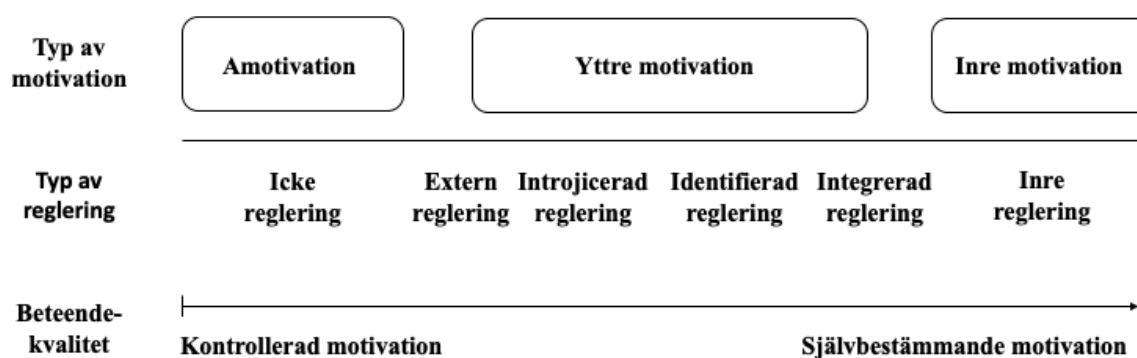 Typ av
motivation
Amotivation
Yttre motivation
Inre motivation
Typ av
reglering
Icke
reglering
Extern
reglering
Introjicerad
reglering
Identifierad
reglering
Integrerad
reglering
Inre
reglering
Beteende-
kvalitet
Kontrollerad motivation
Självbestämmande motivation